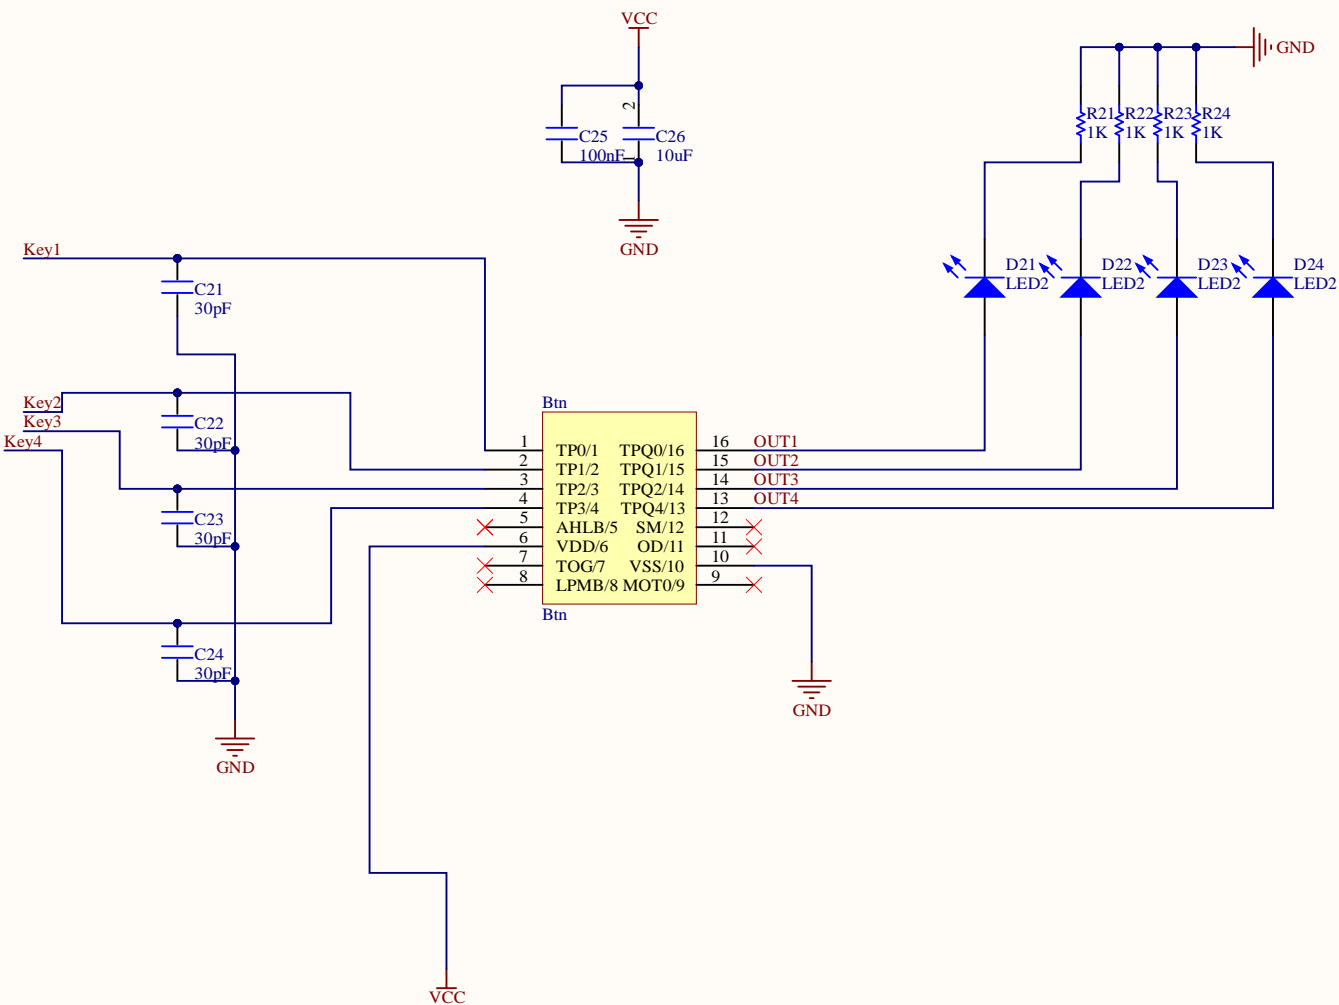 VCC
GND
R21
1K
R22
1K
R23
1K
R24
1K
2
C25
100nF
1
C26
10uF
GND
Key1
C21
30pF
D21
LED2
D22
LED2
D23
LED2
D24
LED2
Key2
Key3
Key4
C22
30pF
C23
30pF
C24
30pF
GND
Btn
1 TP0/1 TPQ0/16 16 OUT1
2 TP1/2 TPQ1/15 15 OUT2
3 TP2/3 TPQ2/14 14 OUT3
4 TP3/4 TPQ4/13 13 OUT4
5 AHLB/5 SM/12 12
6 VDD/6 OD/11 11
7 TOG/7 VSS/10 10
8 LPMB/8 MOT0/9 9
Btn
GND
VCC